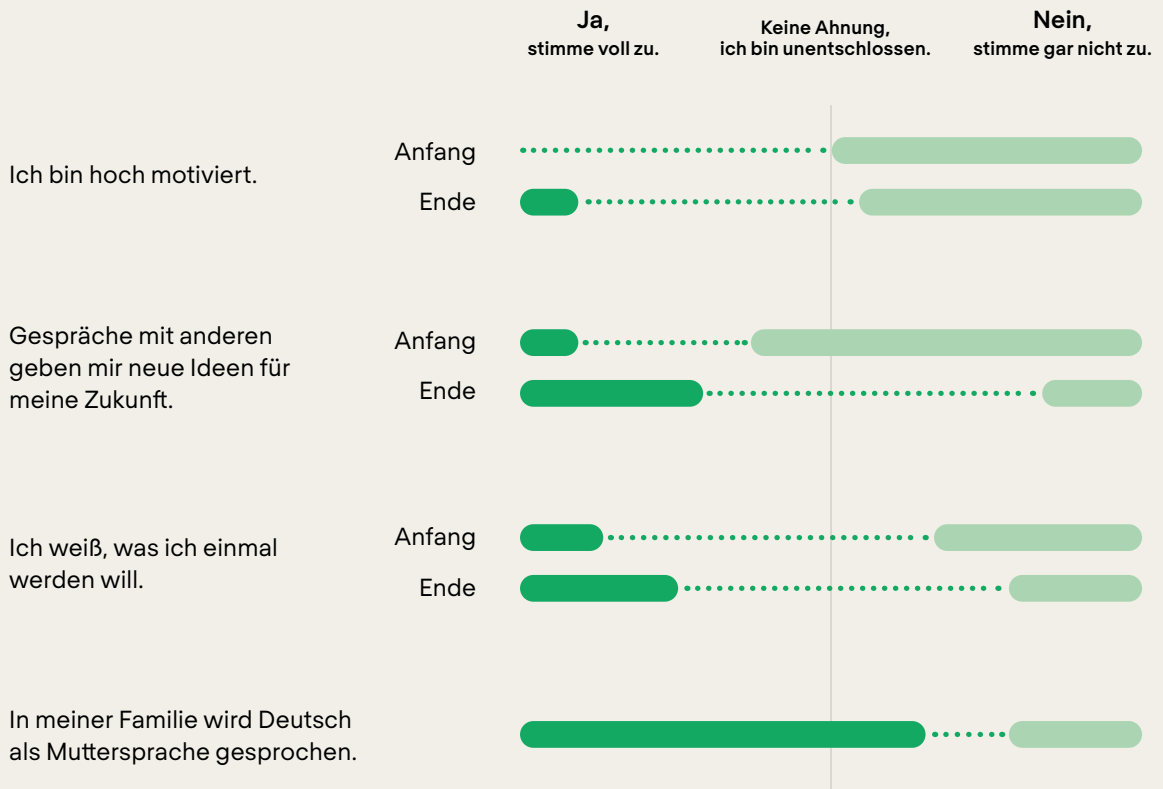 Ja,
stimme voll zu.
Keine Ahnung,
ich bin unentschlossen.
Nein,
stimme gar nicht zu.
Ich bin hoch motiviert.
Anfang
Ende
Gespräche mit anderen
geben mir neue Ideen für
meine Zukunft.
Anfang
Ende
Ich weiß, was ich einmal
werden will.
Anfang
Ende
In meiner Familie wird Deutsch
als Muttersprache gesprochen.